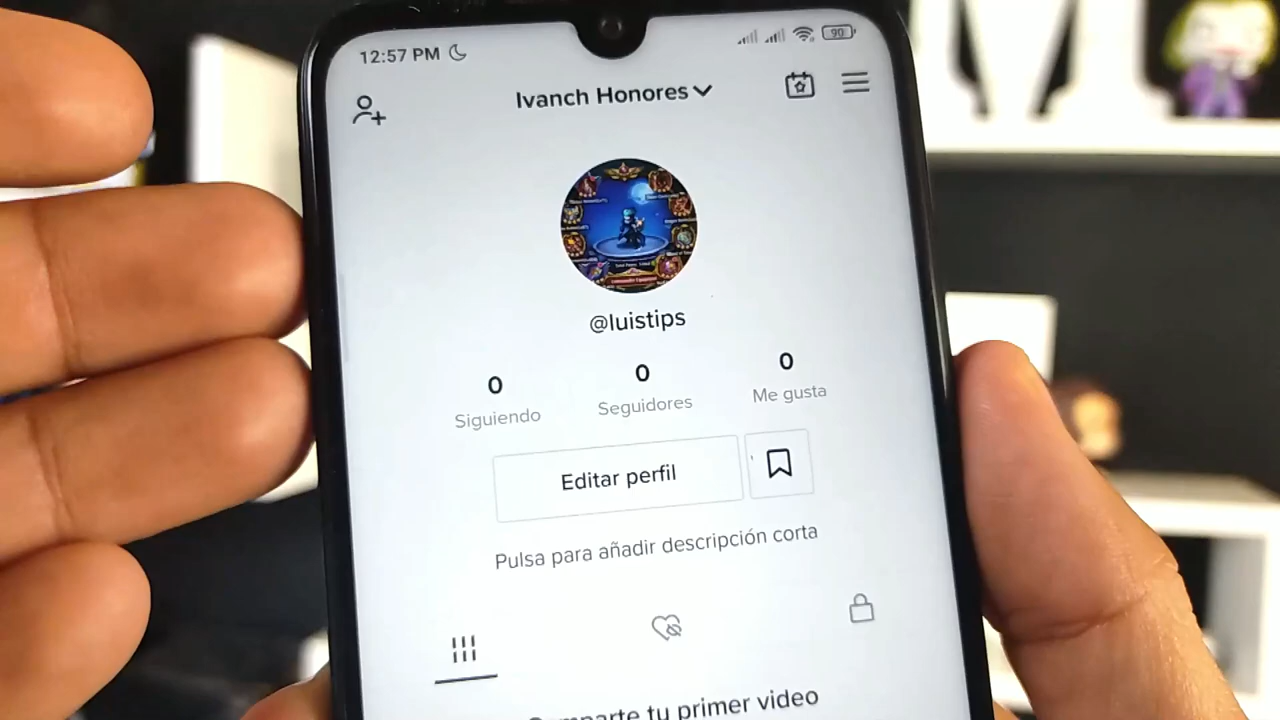 12:57 PM
90
Ivanch Honores
@luistips
0
Siguiendo
0
Seguidores
0
Me gusta
Editar perfil
Pulsa para añadir descripción corta
Comparte tu primer video